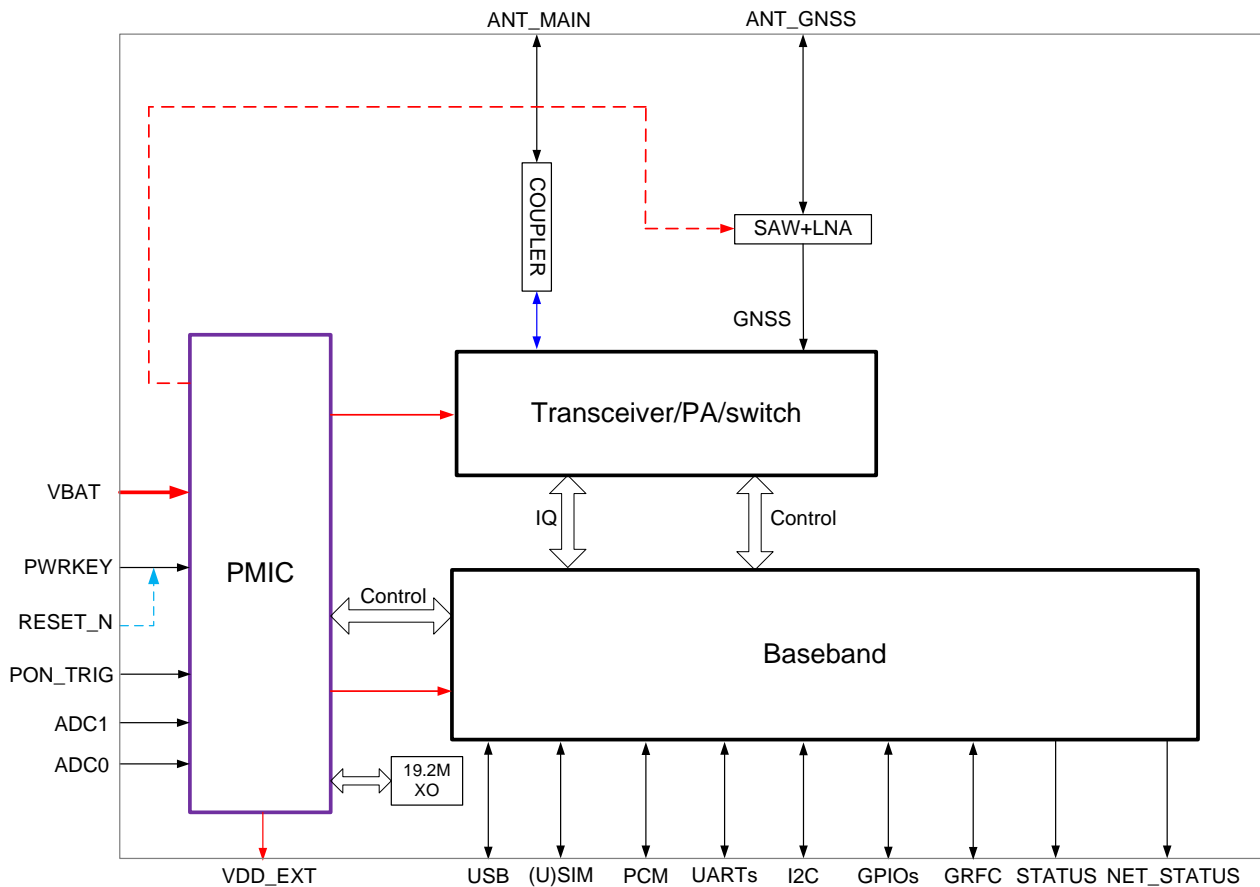 ANT_MAIN
ANT_GNSS
COUPLER
SAW+LNA
GNSS
Transceiver/PA/switch
VBAT
IQ
Control
PWRKEY
PMIC
Control
RESET_N
Baseband
PON_TRIG
ADC1
ADC0
19.2M
XO
VDD_EXT
USB
(U)SIM
PCM
UARTs
I2C
GPIOs
GRFC
STATUS
NET_STATUS